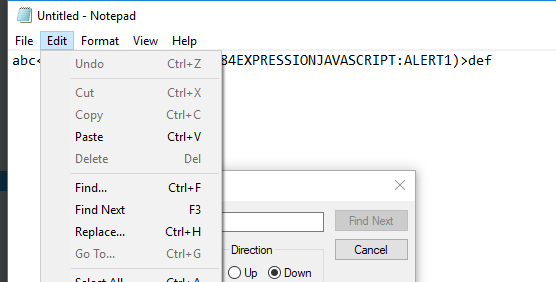 Untitled - Notepad
File Edit Format View Help
abc< 84EXPRESSIONJAVASCRIPT:ALERT1)>def
Undo Ctrl+Z
Cut Ctrl+X
Copy Ctrl+C
Paste Ctrl+V
Delete Del
Find... Ctrl+F
Find Next F3
Replace... Ctrl+H
Go To... Ctrl+G
Select All Ctrl+A
Find Next
Cancel
Direction
Up Down